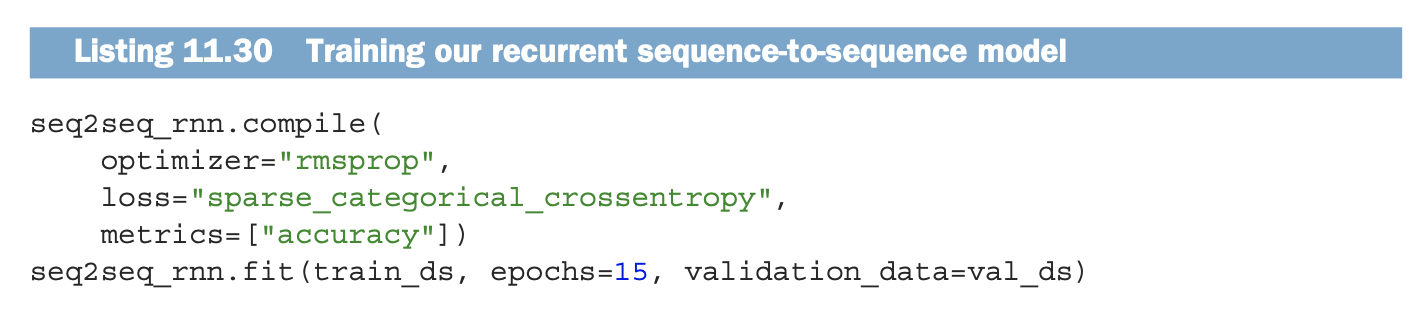 Listing 11.30 Training our recurrent sequence-to-sequence model
seq2seq_rnn.compile(
    optimizer="rmsprop",
    loss="sparse_categorical_crossentropy",
    metrics=["accuracy"])
seq2seq_rnn.fit(train_ds, epochs=15, validation_data=val_ds)